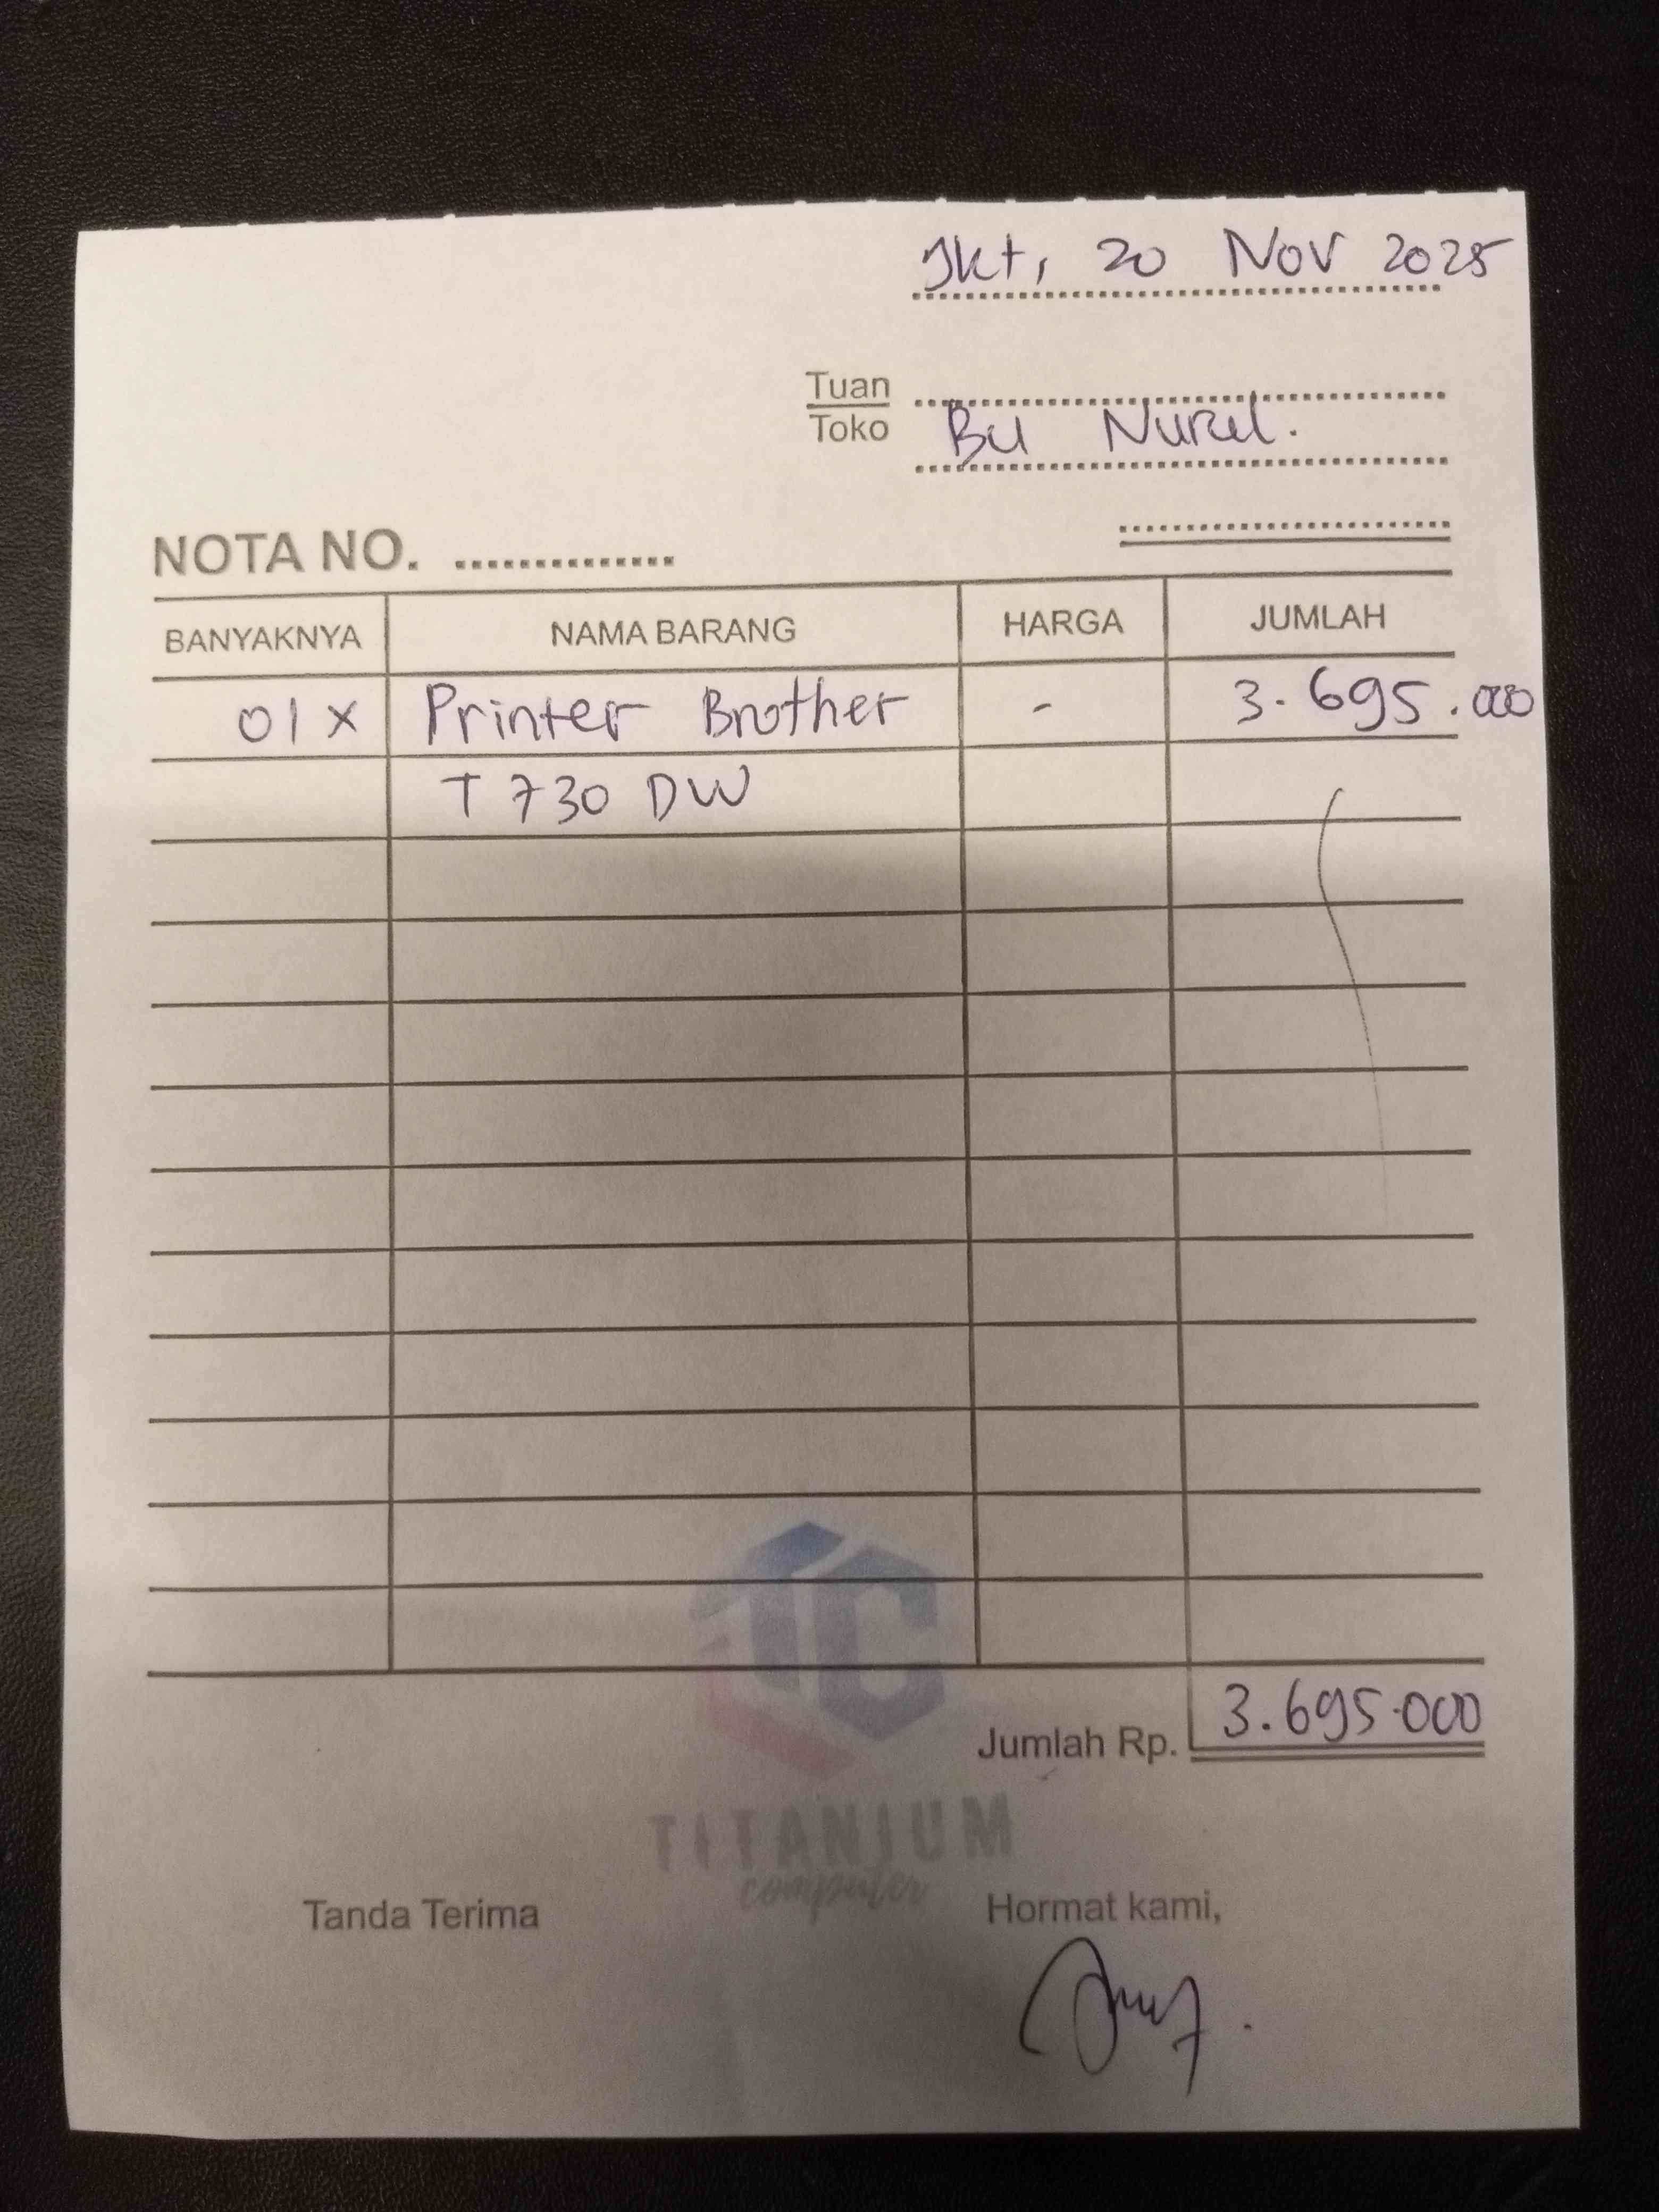 Jkt, 20 Nov 2025
Tuan
Toko
Bu Nurul.
NOTA NO. ..............
BANYAKNYA NAMA BARANG HARGA JUMLAH
01 x Printer Brother - 3.695.000
T 730 DW
Jumlah Rp. 3.695.000
TITANIUM
computer
Tanda Terima Hormat kami,